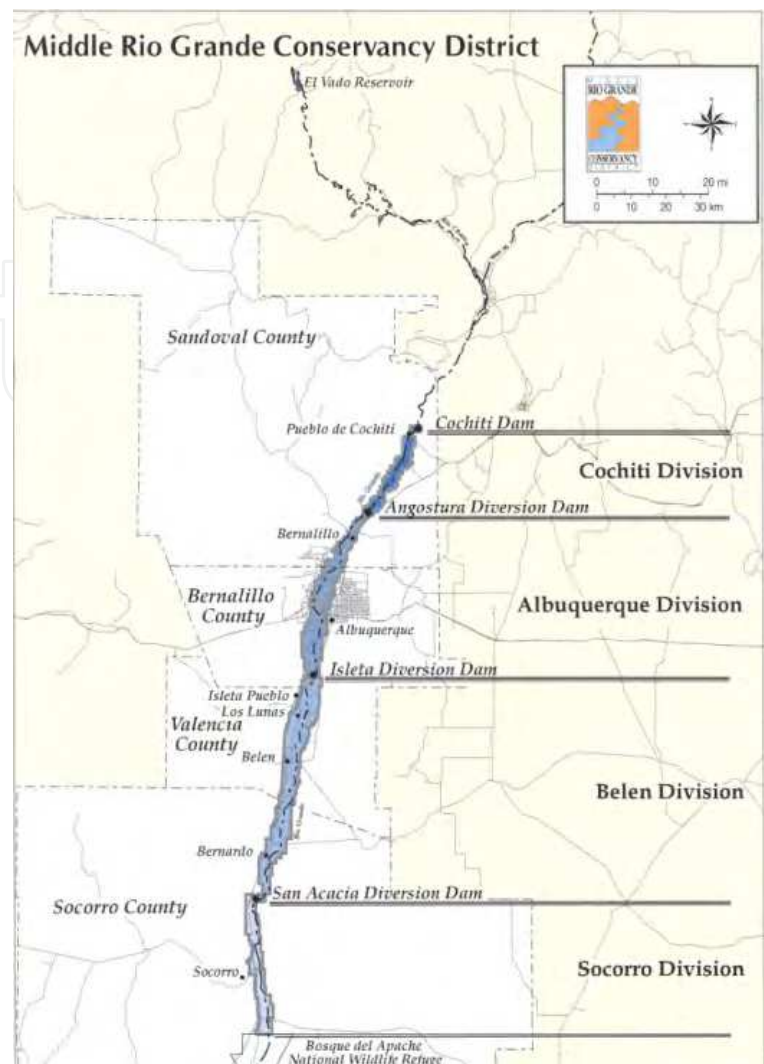 Middle Rio Grande Conservancy District
El Vado Reservoir
RIO GRANDE
CONSERVANCY
DISTRICT
0 10 20 mi
0 10 20 30 km
Sandoval County
Pueblo de Cochiti
Cochiti Dam
Cochiti Division
Angostura Diversion Dam
Bernalillo
Bernalillo
County
Albuquerque Division
Albuquerque
Isleta Diversion Dam
Isleta Pueblo
Los Lunas
Valencia
County
Belen
Belen Division
Bernardo
San Acacia Diversion Dam
Socorro County
Socorro
Socorro Division
Bosque del Apache
National Wildlife Refuge